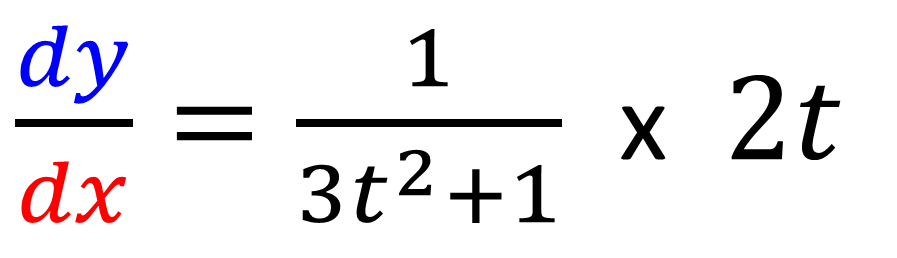 dy/dx = 1/(3t²+1) x 2t